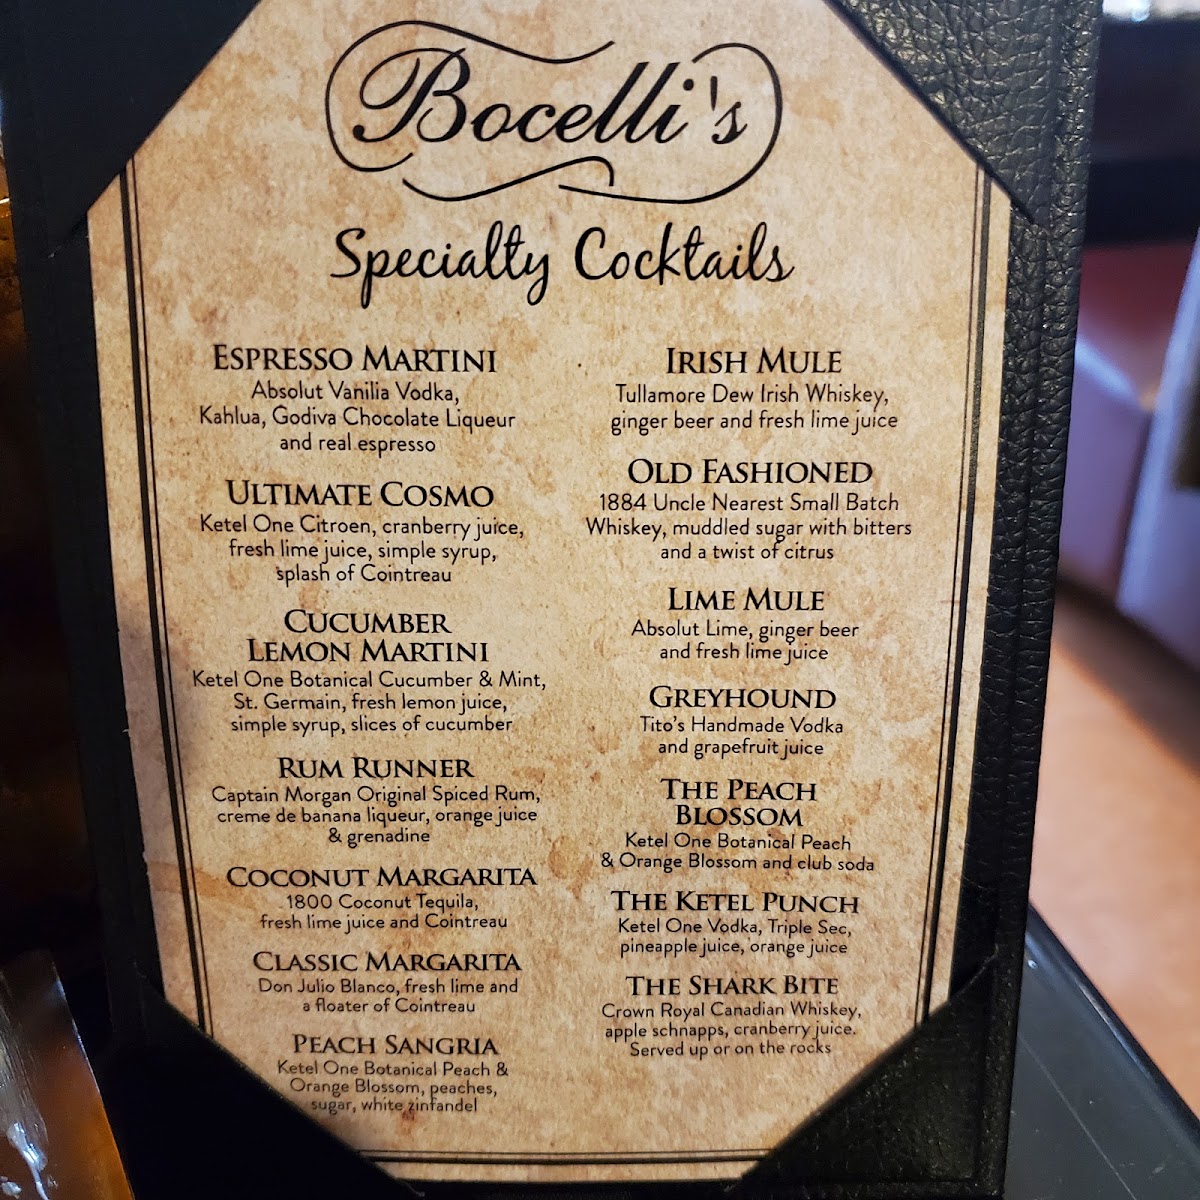 Bocelli's
Specialty Cocktails
ESPRESSO MARTINI
Absolut Vanilia Vodka,
Kahlua, Godiva Chocolate Liqueur
and real espresso
ULTIMATE COSMO
Ketel One Citroen, cranberry juice,
fresh lime juice, simple syrup,
splash of Cointreau
CUCUMBER
LEMON MARTINI
Ketel One Botanical Cucumber & Mint,
St. Germain, fresh lemon juice,
simple syrup, slices of cucumber
RUM RUNNER
Captain Morgan Original Spiced Rum,
creme de banana liqueur, orange juice
& grenadine
COCONUT MARGARITA
1800 Coconut Tequila,
fresh lime juice and Cointreau
CLASSIC MARGARITA
Don Julio Blanco, fresh lime and
a floater of Cointreau
PEACH SANGRIA
Ketel One Botanical Peach &
Orange Blossom, peaches,
sugar, white zinfandel
IRISH MULE
Tullamore Dew Irish Whiskey,
ginger beer and fresh lime juice
OLD FASHIONED
1884 Uncle Nearest Small Batch
Whiskey, muddled sugar with bitters
and a twist of citrus
LIME MULE
Absolut Lime, ginger beer
and fresh lime juice
GREYHOUND
Tito's Handmade Vodka
and grapefruit juice
THE PEACH
BLOSSOM
Ketel One Botanical Peach
& Orange Blossom and club soda
THE KETEL PUNCH
Ketel One Vodka, Triple Sec,
pineapple juice, orange juice
THE SHARK BITE
Crown Royal Canadian Whiskey,
apple schnapps, cranberry juice.
Served up or on the rocks